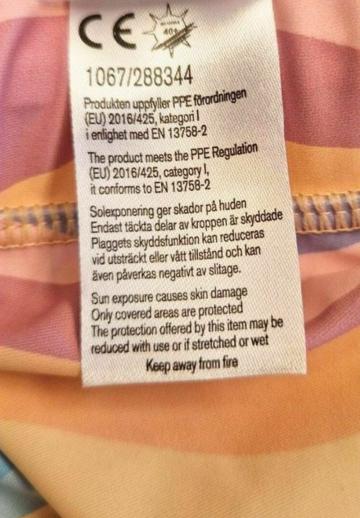 CE
40+
1067/288344
Produkten uppfyller PPE förordningen
(EU) 2016/425, kategori I
i enlighet med EN 13758-2
The product meets the PPE Regulation
(EU) 2016/425, category I,
it conforms to EN 13758-2
Solexponering ger skador på huden
Endast täckta delar av kroppen är skyddade
Plaggets skyddsfunktion kan reduceras
vid utsträckt eller vått tillstånd och kan
även påverkas negativt av slitage.
Sun exposure causes skin damage
Only covered areas are protected
The protection offered by this item may be
reduced with use or if stretched or wet
Keep away from fire